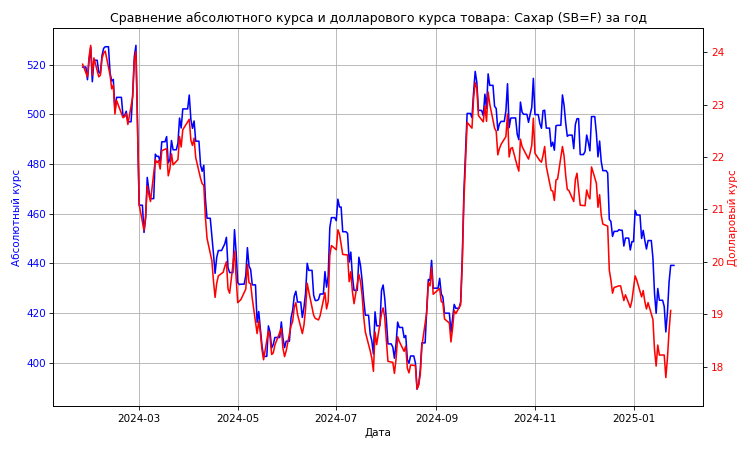 Сравнение абсолютного курса и долларового курса товара: Сахар (SB=F) за год
Абсолютный курс
520
500
480
460
440
420
400
24
23
22
21
20
19
18
Долларовый курс
2024-03 2024-05 2024-07 2024-09 2024-11 2025-01
Дата